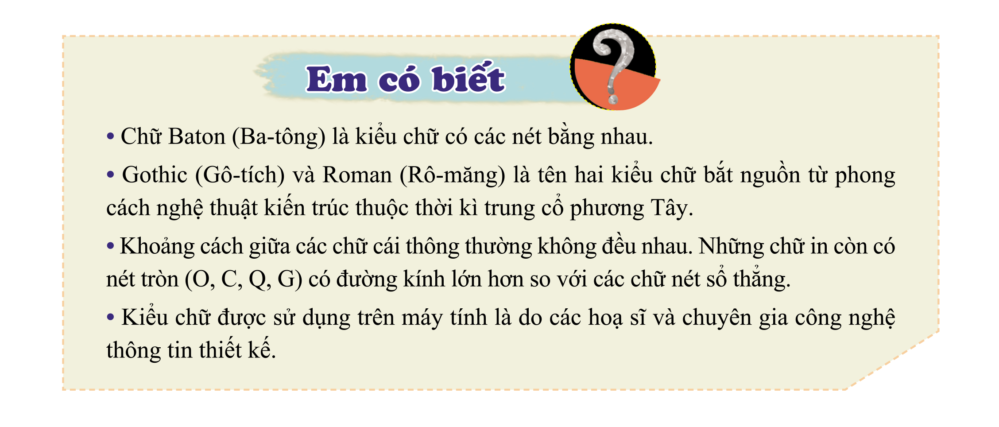 Em có biết ?
• Chữ Baton (Ba-tông) là kiểu chữ có các nét bằng nhau.
• Gothic (Gô-tích) và Roman (Rô-măng) là tên hai kiểu chữ bắt nguồn từ phong
cách nghệ thuật kiến trúc thuộc thời kì trung cổ phương Tây.
• Khoảng cách giữa các chữ cái thông thường không đều nhau. Những chữ in còn có
nét tròn (O, C, Q, G) có đường kính lớn hơn so với các chữ nét sổ thẳng.
• Kiểu chữ được sử dụng trên máy tính là do các hoạ sĩ và chuyên gia công nghệ
thông tin thiết kế.